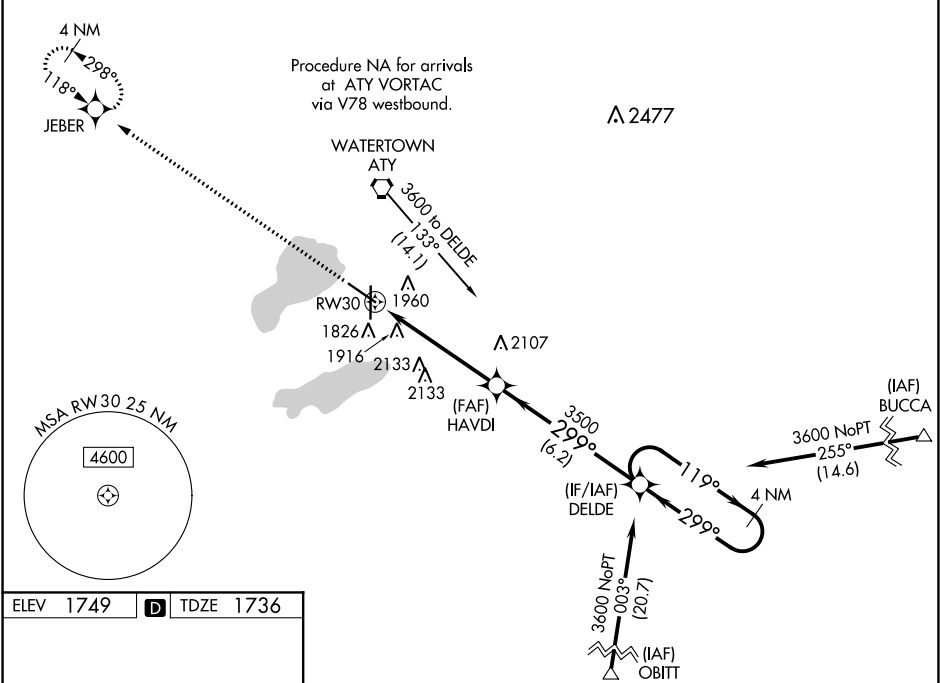 4 NM
298°
118°
JEBER
Procedure NA for arrivals
at ATY VORTAC
via V78 westbound.
2477
WATERTOWN
ATY
3600 to DELDE
133°
(14.1)
RW30
1960
1826
1916
2133
2133
2107
(FAF)
HAVDI
3500
299°
(6.2)
(IAF)
BUCCA
3600 NoPT
255°
(14.6)
MSA RW30 25 NM
4600
(IF/IAF)
DELDE
119°
4 NM
299°
3600 NoPT
003°
(20.7)
(IAF)
OBITT
ELEV 1749 D TDZE 1736